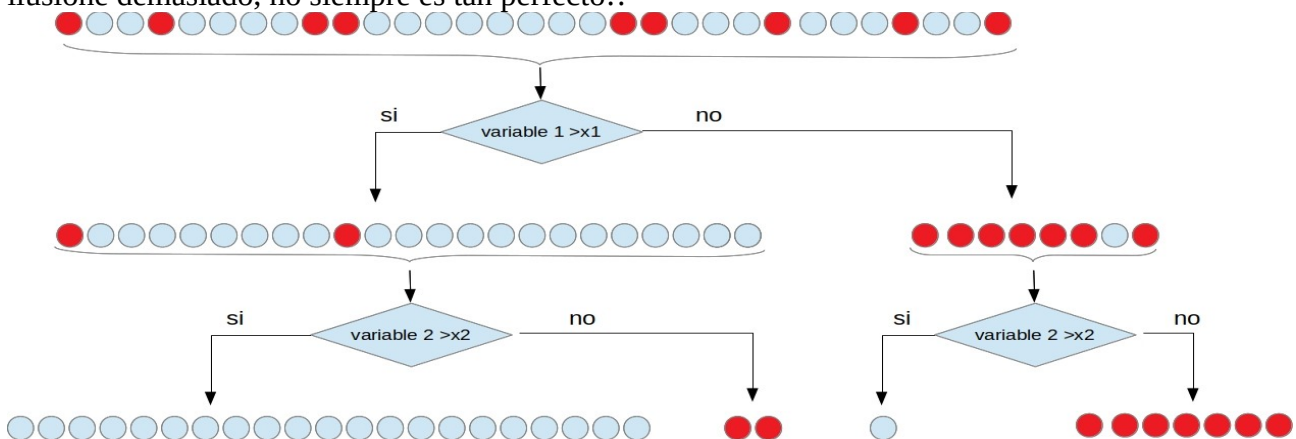 ilusione demasiado, no siempre es tan perfecto!!
si
no
variable 1 >x1
si
no
variable 2 >x2
si
no
variable 2 >x2